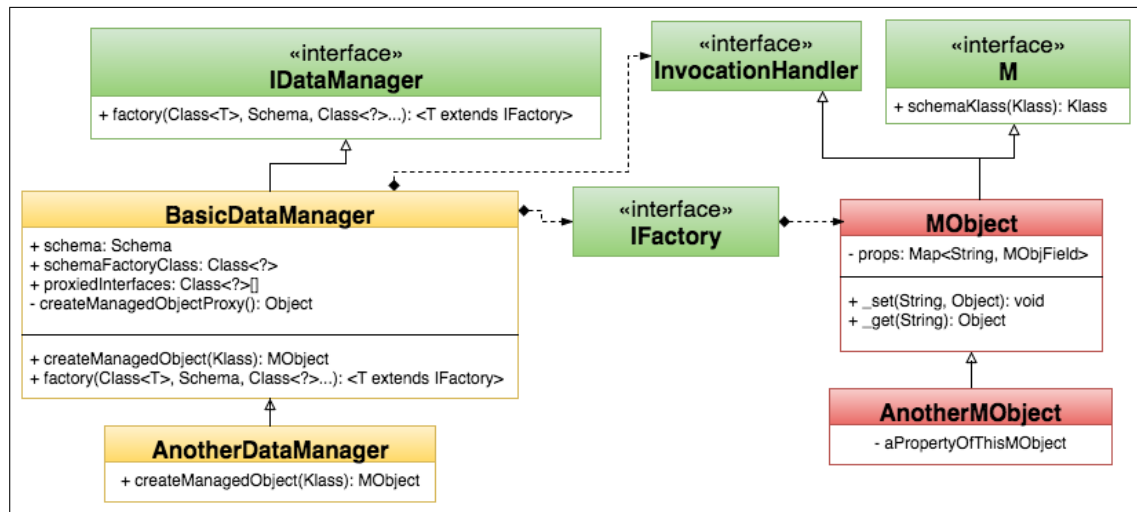 «interface»
IDataManager
+ factory(Class<T>, Schema, Class<?>...): <T extends IFactory>
«interface»
InvocationHandler
«interface»
M
+ schemaKlass(Klass): Klass
BasicDataManager
+ schema: Schema
+ schemaFactoryClass: Class<?>
+ proxiedInterfaces: Class<?>[]
- createManagedObjectProxy(): Object
+ createManagedObject(Klass): MObject
+ factory(Class<T>, Schema, Class<?>...): <T extends IFactory>
«interface»
IFactory
MObject
- props: Map<String, MObjField>
+ _set(String, Object): void
+ _get(String): Object
AnotherDataManager
+ createManagedObject(Klass): MObject
AnotherMObject
- aPropertyOfThisMObject